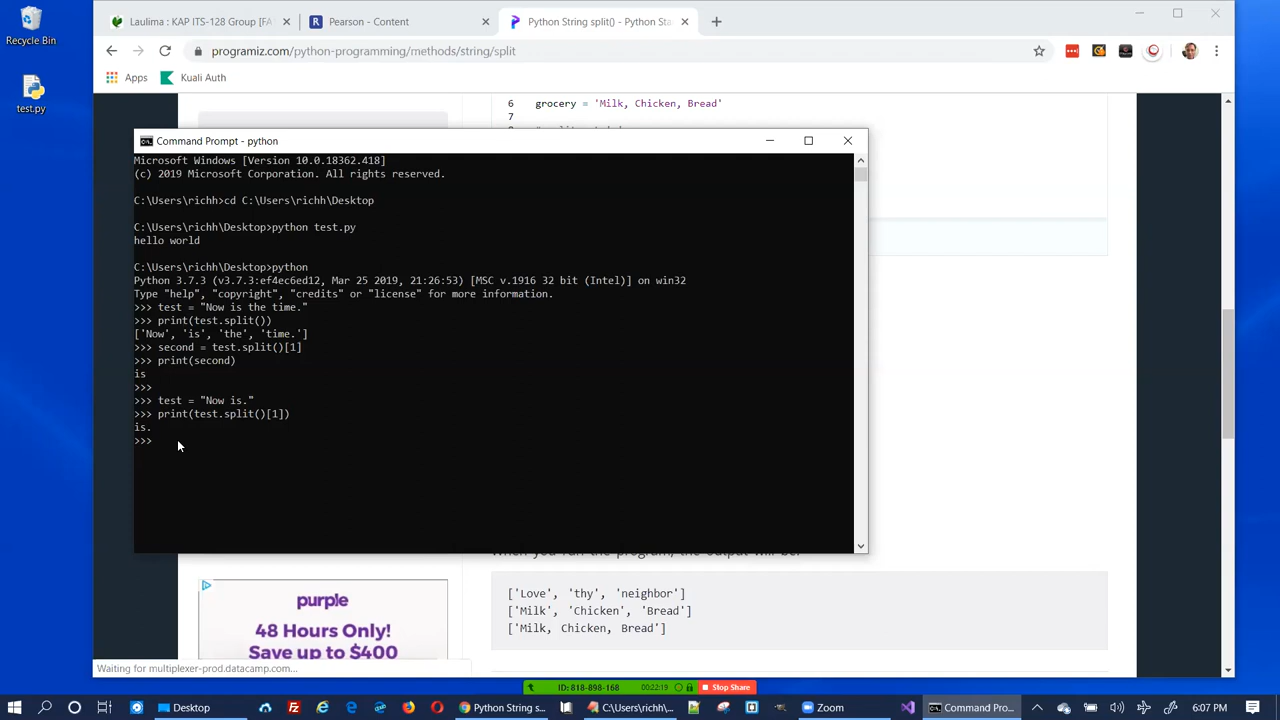 Recycle Bin
test.py
Laulima : KAP ITS-128 Group [FA
Pearson - Content
Python String split() - Python Sta
programiz.com/python-programming/methods/string/split
Apps
Kuali Auth
6 grocery = 'Milk, Chicken, Bread'
7
Command Prompt - python
Microsoft Windows [Version 10.0.18362.418]
(c) 2019 Microsoft Corporation. All rights reserved.
C:\Users\richh>cd C:\Users\richh\Desktop
C:\Users\richh\Desktop>python test.py
hello world
C:\Users\richh\Desktop>python
Python 3.7.3 (v3.7.3:ef4ec6ed12, Mar 25 2019, 21:26:53) [MSC v.1916 32 bit (Intel)] on win32
Type "help", "copyright", "credits" or "license" for more information.
>>> test = "Now is the time."
>>> print(test.split())
['Now', 'is', 'the', 'time.']
>>> second = test.split()[1]
>>> print(second)
is
>>>
>>> test = "Now is."
>>> print(test.split()[1])
is.
>>>
When you run the program, the output will be:
['Love', 'thy', 'neighbor']
['Milk', 'Chicken', 'Bread']
['Milk, Chicken, Bread']
purple
48 Hours Only!
Save up to $400
Waiting for multiplexer-prod.datacamp.com...
ID: 818-898-168
00:22:19
Stop Share
Desktop
Python String s...
C:\Users\richh\...
Zoom
Command Pro...
6:07 PM